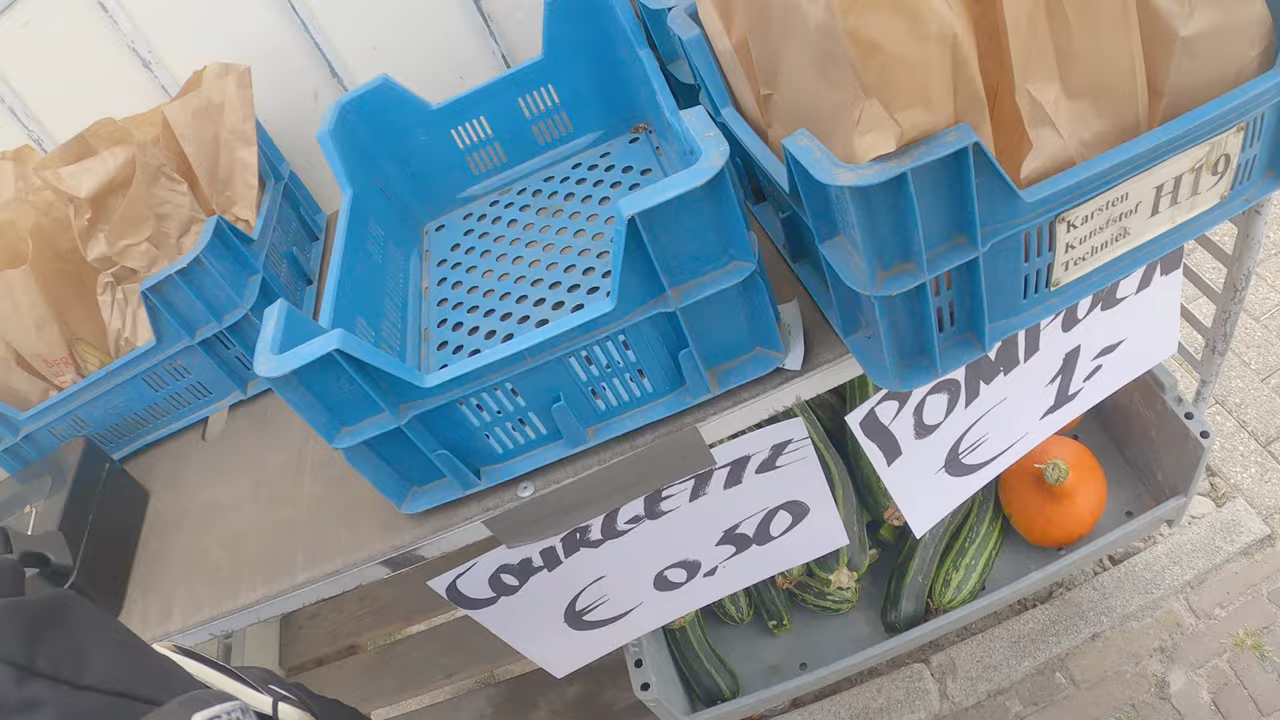 Karsten
Kunststof
Techniek
H19
POMPOEN
€ 1:-
COURGETTE
€ 0,50